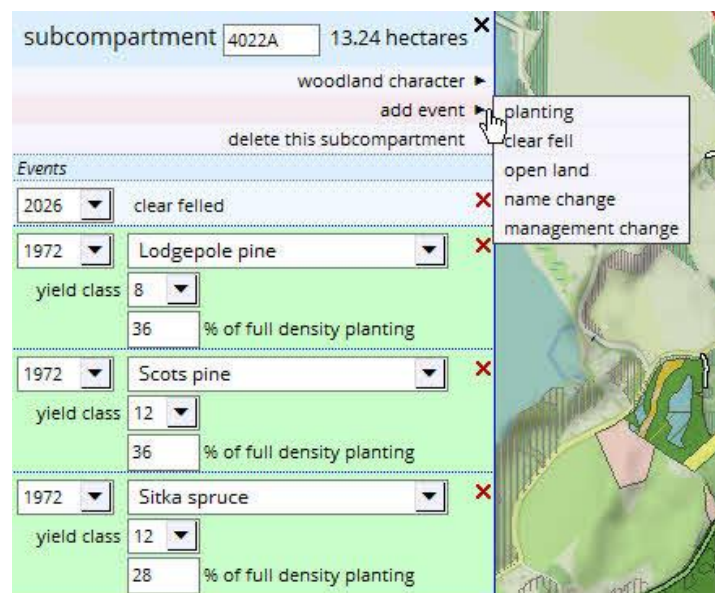 subcompartment 4022A 13.24 hectares
woodland character
add event
delete this subcompartment
planting
clear fell
open land
name change
management change
Events
2026 clear felled
1972 Lodgepole pine
yield class 8
36 % of full density planting
1972 Scots pine
yield class 12
36 % of full density planting
1972 Sitka spruce
yield class 12
28 % of full density planting